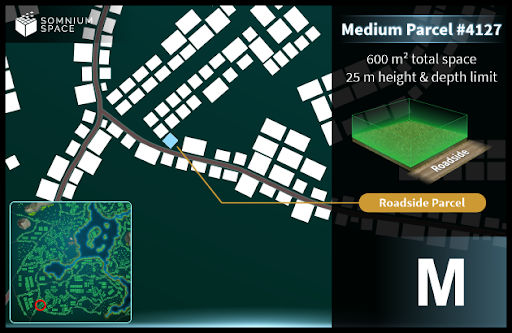 SOMNIUM
SPACE
Medium Parcel #4127
600 m² total space
25 m height & depth limit
Roadside
Roadside Parcel
M